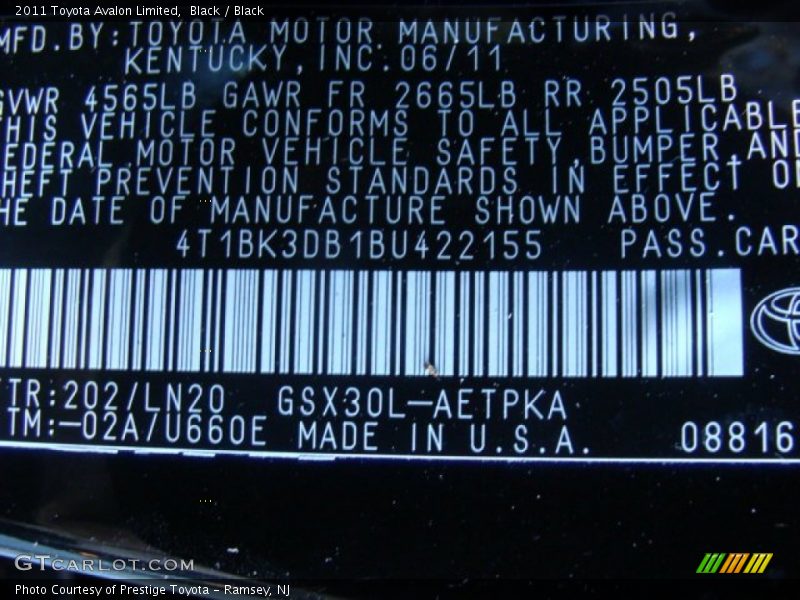 2011 Toyota Avalon Limited, Black / Black
MFD.BY:TOYOTA MOTOR MANUFACTURING,
KENTUCKY,INC.06/11
GVWR 4565LB GAWR FR 2665LB RR 2505LB
THIS VEHICLE CONFORMS TO ALL APPLICABLE
FEDERAL MOTOR VEHICLE SAFETY,BUMPER,AND
THEFT PREVENTION STANDARDS IN EFFECT ON
THE DATE OF MANUFACTURE SHOWN ABOVE.
4T1BK3DB1BU422155 PASS.CAR
/TR:202/LN20 GSX30L-AETPKA
/TM:-02A/U660E MADE IN U.S.A. 08816
GTCARLOT.COM
Photo Courtesy of Prestige Toyota - Ramsey, NJ